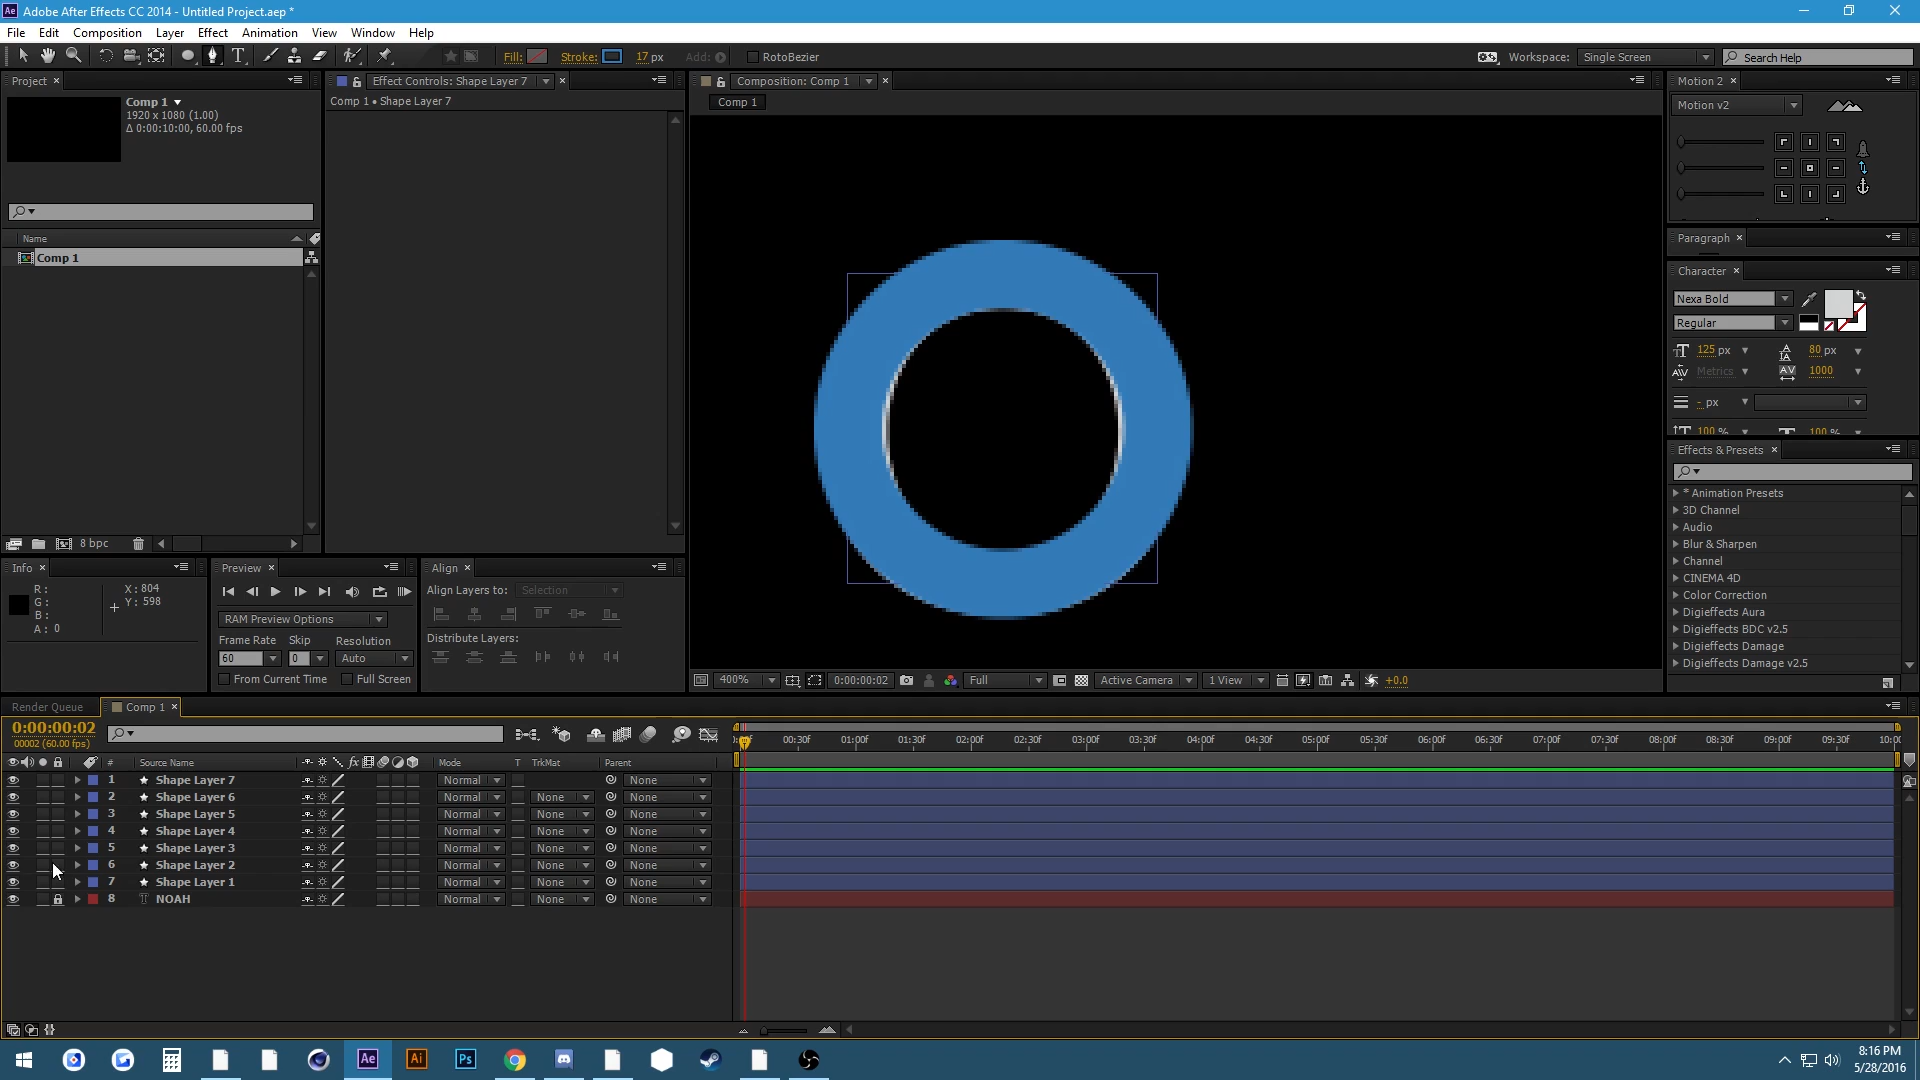 Adobe After Effects CC 2014 - Untitled Project.aep *
File Edit Composition Layer Effect Animation View Window Help
Fill: Stroke: 17 px Add: RotoBezier Workspace: Single Screen Search Help
Project
Comp 1
1920 x 1080 (1.00)
Δ 0:00:10:00, 60.00 fps
Name
Comp 1
8 bpc
Effect Controls: Shape Layer 7
Comp 1 • Shape Layer 7
Composition: Comp 1
Comp 1
400% 0:00:00:02 Full Active Camera 1 View +0.0
Motion 2
Motion v2
Paragraph
Character
Nexa Bold
Regular
125 px 80 px
Metrics 1000
- px
100 % 100 %
Effects & Presets
* Animation Presets
3D Channel
Audio
Blur & Sharpen
Channel
CINEMA 4D
Color Correction
Digieffects Aura
Digieffects BDC v2.5
Digieffects Damage
Digieffects Damage v2.5
Info
R:
G:
B:
A: 0
X: 804
Y: 598
Preview
RAM Preview Options
Frame Rate Skip Resolution
60 0 Auto
From Current Time Full Screen
Align
Align Layers to: Selection
Distribute Layers:
Render Queue Comp 1
0:00:00:02
00002 (60.00 fps)
00:30f 01:00f 01:30f 02:00f 02:30f 03:00f 03:30f 04:00f 04:30f 05:00f 05:30f 06:00f 06:30f 07:00f 07:30f 08:00f 08:30f 09:00f 09:30f
# Source Name fx Mode T TrkMat Parent
1 Shape Layer 7 Normal None
2 Shape Layer 6 Normal None None
3 Shape Layer 5 Normal None None
4 Shape Layer 4 Normal None None
5 Shape Layer 3 Normal None None
6 Shape Layer 2 Normal None None
7 Shape Layer 1 Normal None None
8 T NOAH Normal None None
Ae Ai Ps
8:16 PM
5/28/2016